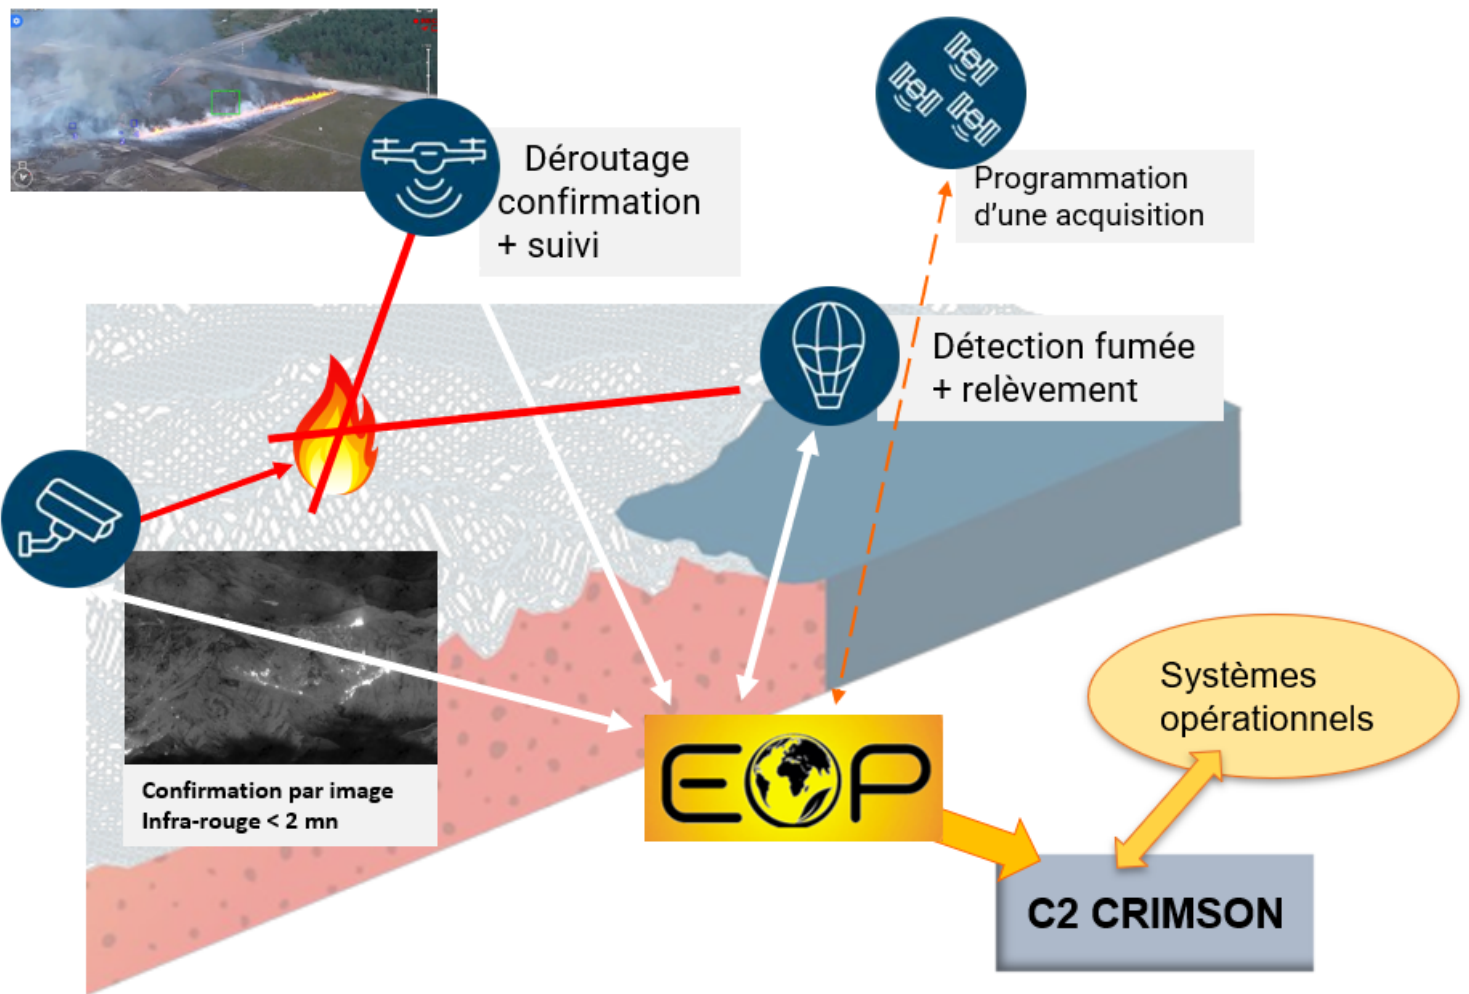 Déroutage
confirmation
+ suivi
Programmation
d’une acquisition
Détection fumée
+ relèvement
Confirmation par image
Infra-rouge < 2 mn
EOP
Systèmes
opérationnels
C2 CRIMSON